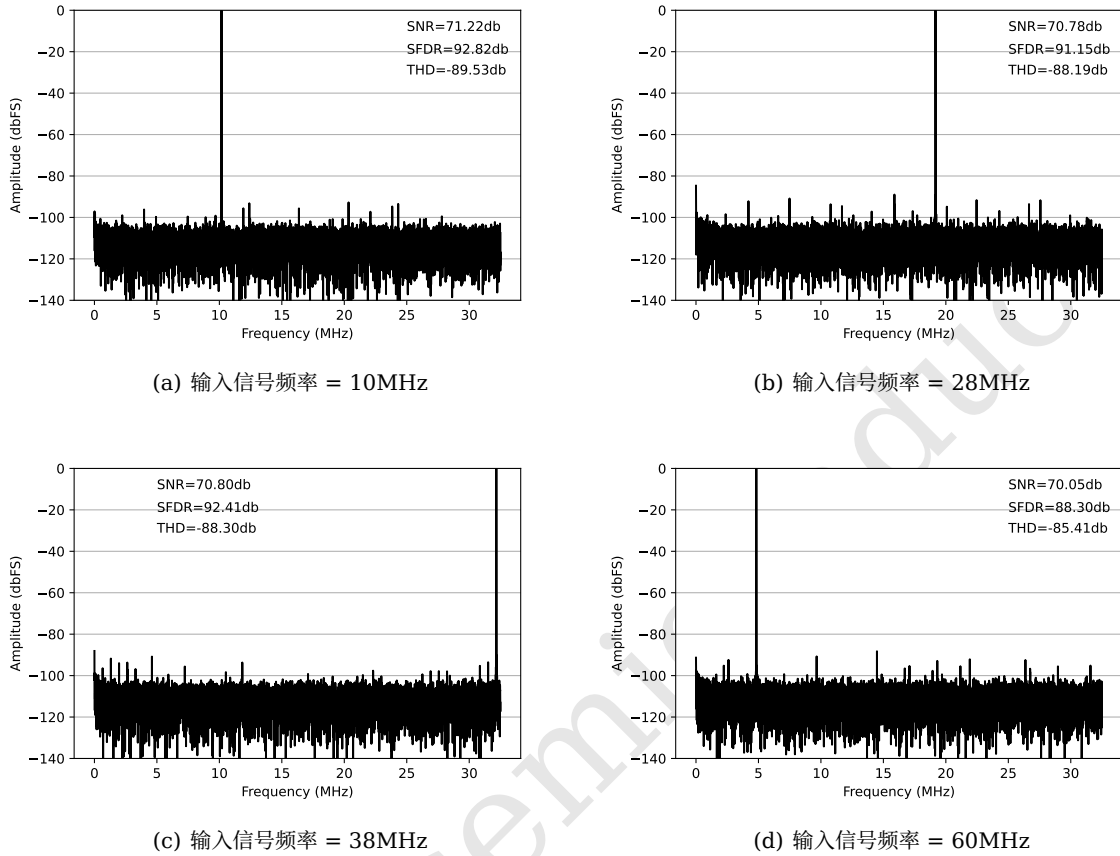 SNR=71.22db
SFDR=92.82db
THD=-89.53db
Amplitude (dbFS)
0
−20
−40
−60
−80
−100
−120
−140
0 5 10 15 20 25 30
Frequency (MHz)
(a) 输入信号频率 = 10MHz
SNR=70.78db
SFDR=91.15db
THD=-88.19db
Amplitude (dbFS)
0
−20
−40
−60
−80
−100
−120
−140
0 5 10 15 20 25 30
Frequency (MHz)
(b) 输入信号频率 = 28MHz
SNR=70.80db
SFDR=92.41db
THD=-88.30db
Amplitude (dbFS)
0
−20
−40
−60
−80
−100
−120
−140
0 5 10 15 20 25 30
Frequency (MHz)
(c) 输入信号频率 = 38MHz
SNR=70.05db
SFDR=88.30db
THD=-85.41db
Amplitude (dbFS)
0
−20
−40
−60
−80
−100
−120
−140
0 5 10 15 20 25 30
Frequency (MHz)
(d) 输入信号频率 = 60MHz